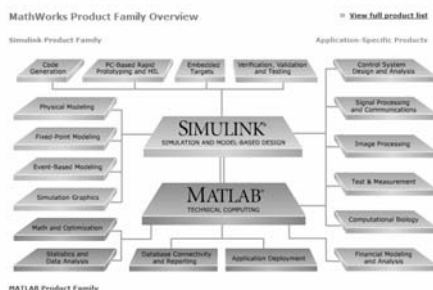 MathWorks Product Family Overview
» View full product list
Simulink Product Family
Application-Specific Products
Code
Generation
PC-Based Rapid
Prototyping and HIL
Embedded
Targets
Verification, Validation
and Testing
Control System
Design and Analysis
Physical Modeling
Signal Processing
and Communications
Fixed-Point Modeling
SIMULINK®
SIMULATION AND MODEL-BASED DESIGN
Image Processing
Event-Based Modeling
Simulation Graphics
MATLAB®
TECHNICAL COMPUTING
Test & Measurement
Math and Optimization
Computational Biology
Statistics and
Data Analysis
Database Connectivity
and Reporting
Application Deployment
Financial Modeling
and Analysis
MATLAB Product Family